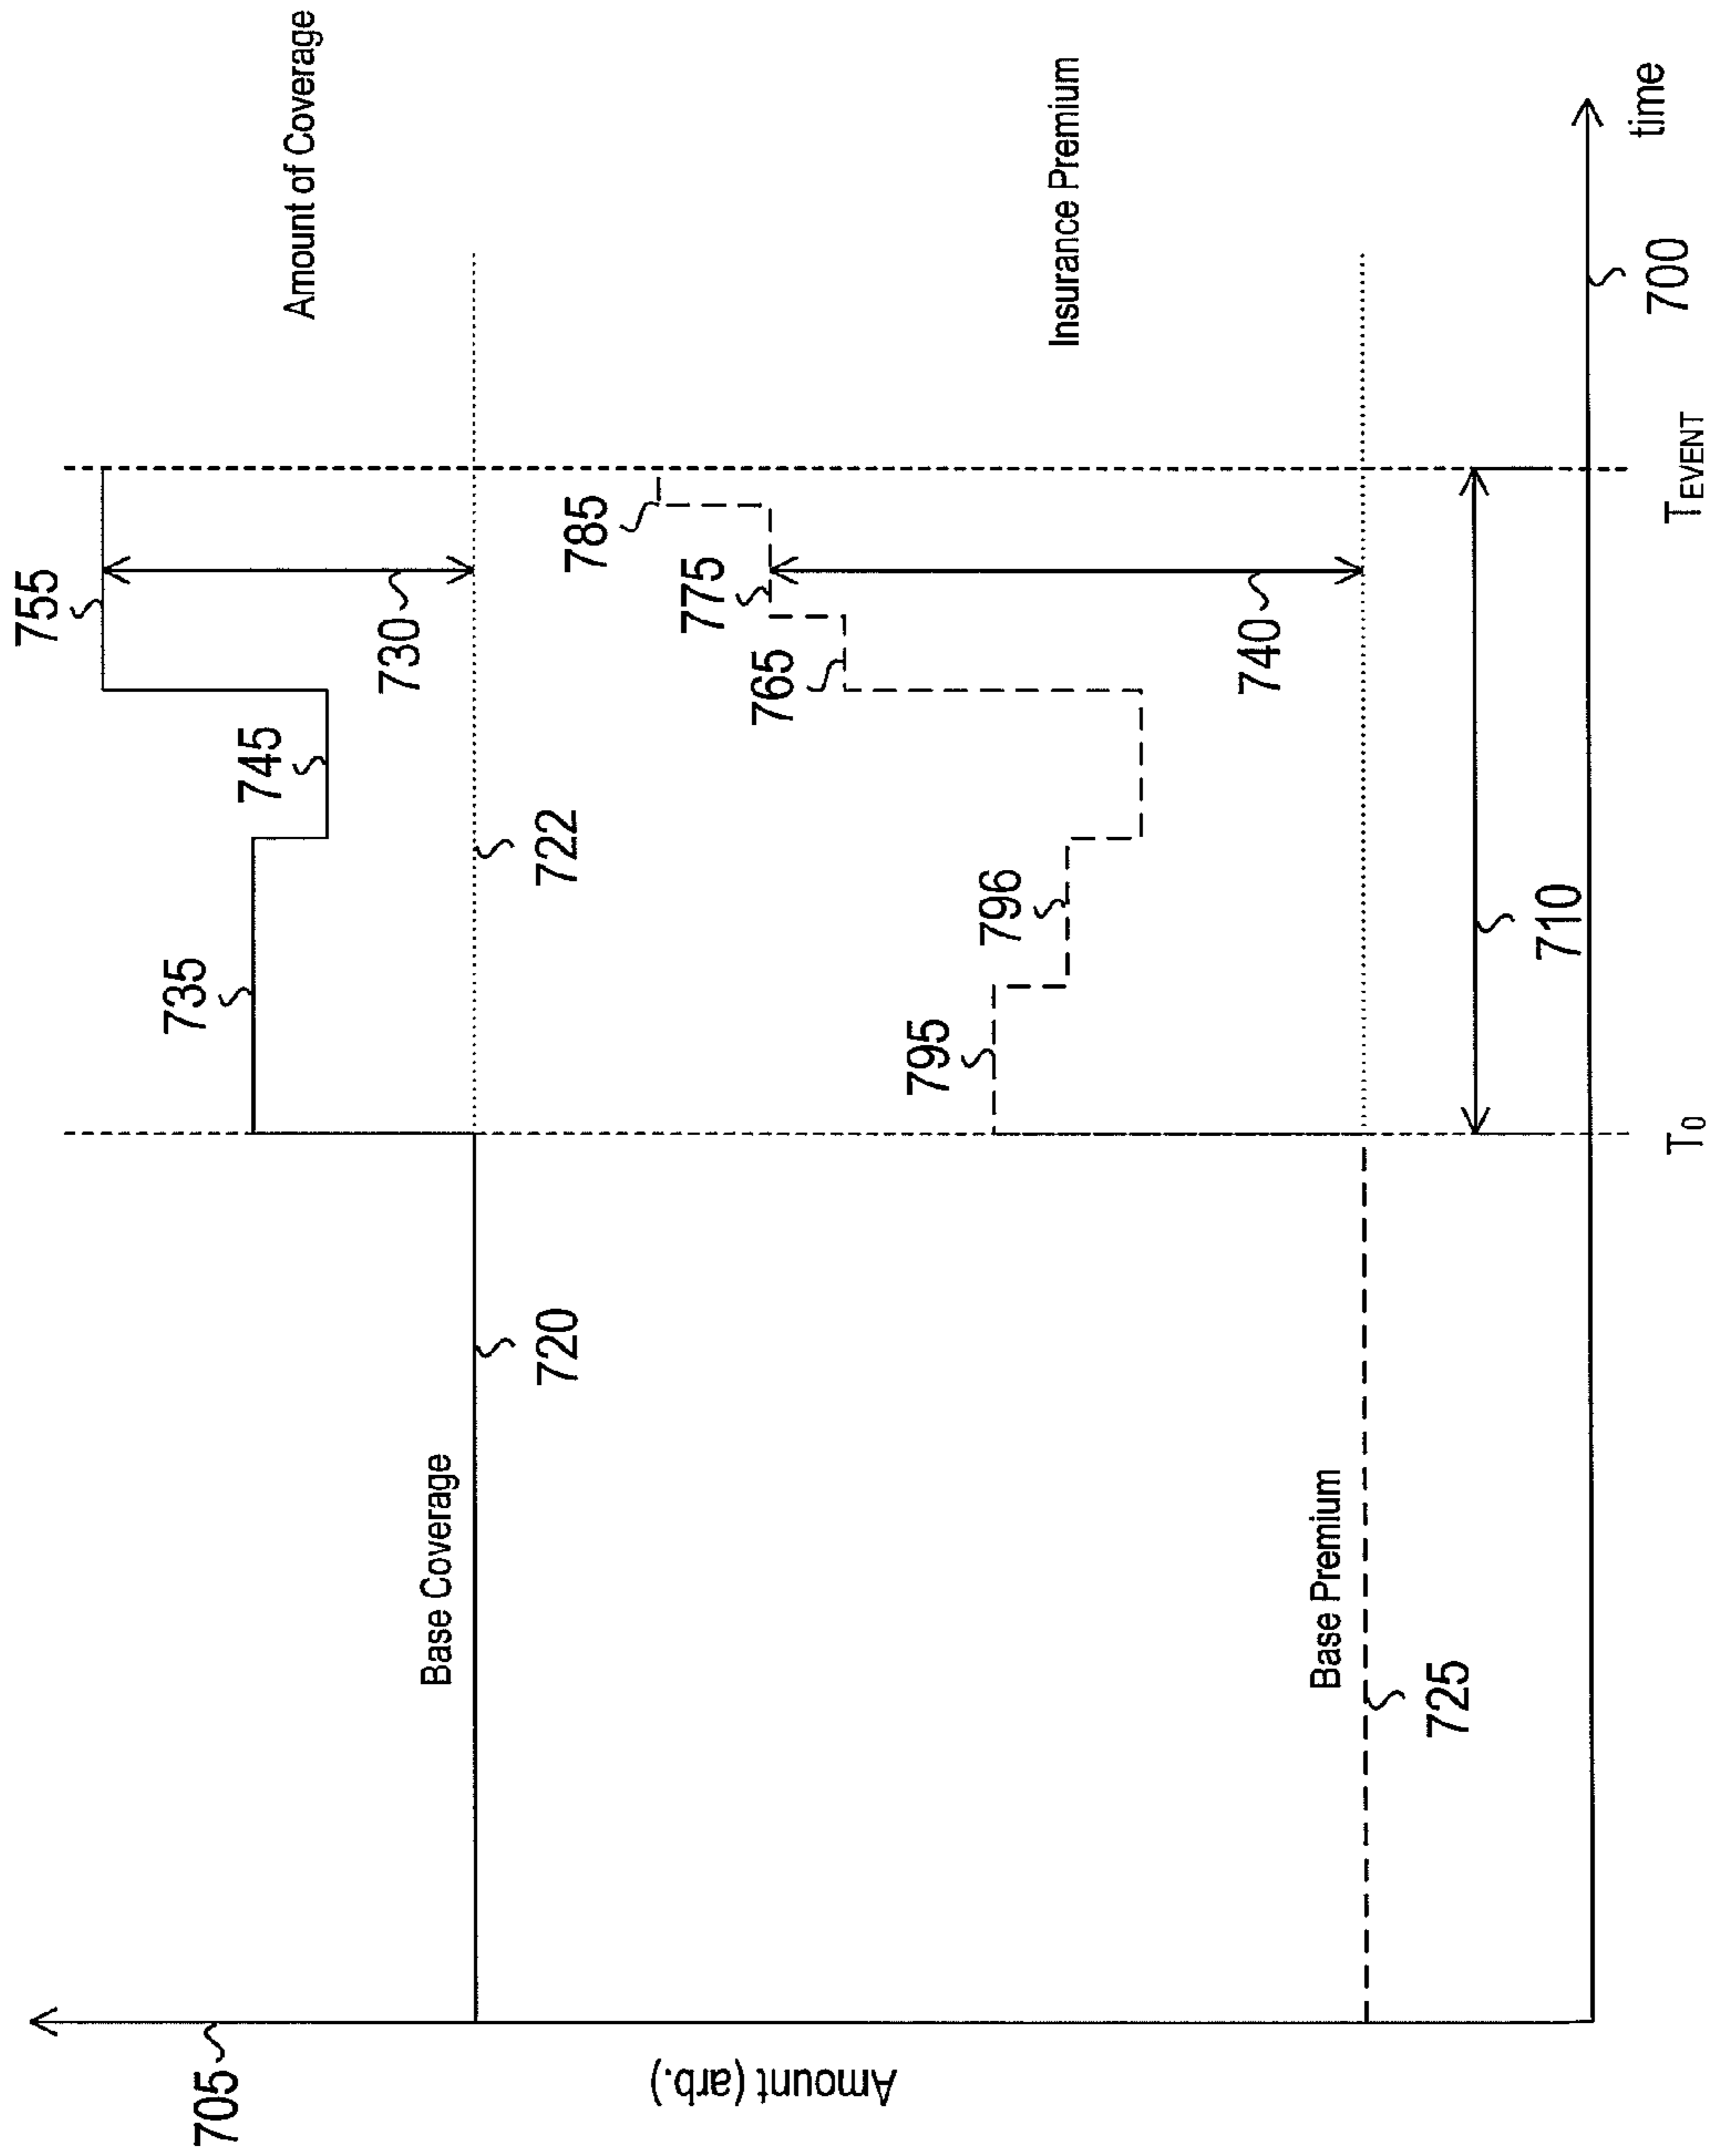 705
Amount (arb.)
Base Coverage
720
Base Premium
725
735
745
755
Amount of Coverage
730
722
795
796
765
775
785
740
Insurance Premium
710
T0
TEVENT
700
time